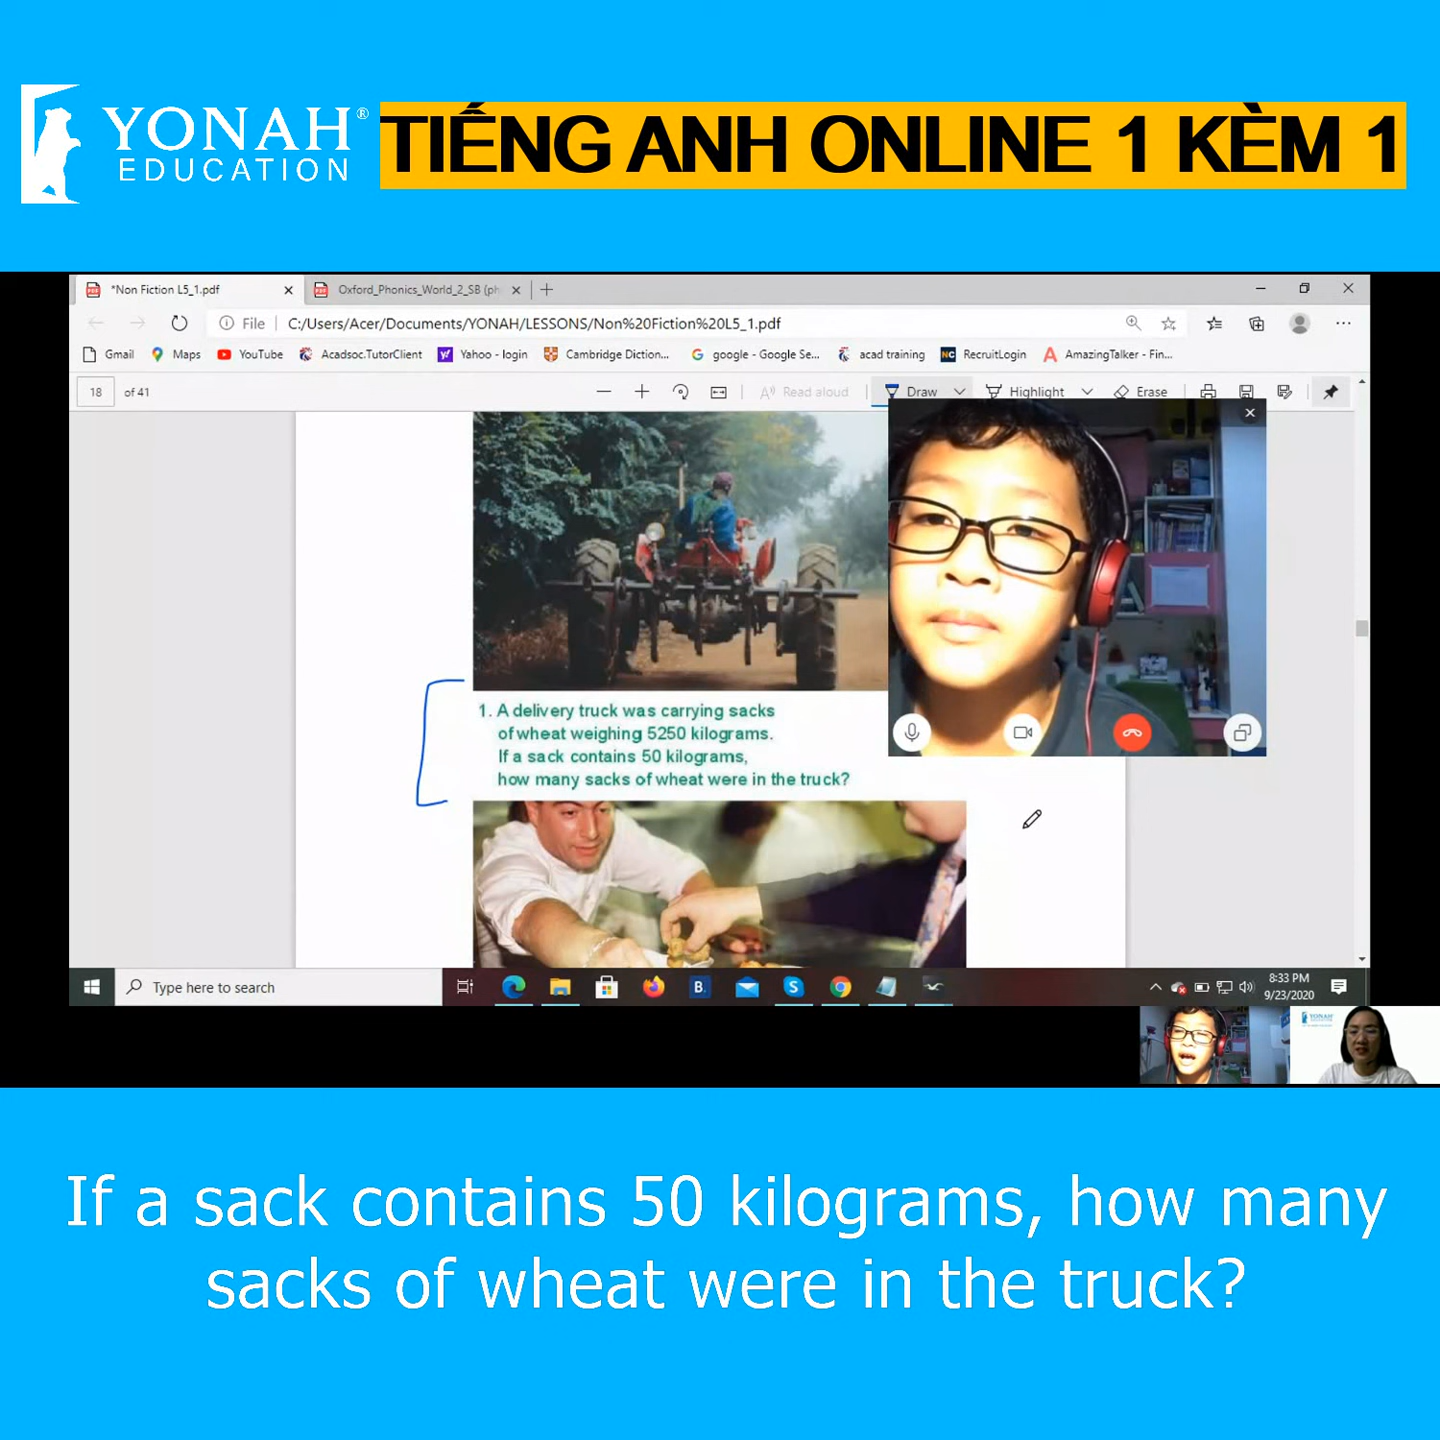 YONAH®
EDUCATION
TIẾNG ANH ONLINE 1 KÈM 1
*Non Fiction L5_1.pdf
Oxford_Phonics_World_2_SB (ph
File
C:/Users/Acer/Documents/YONAH/LESSONS/Non%20Fiction%20L5_1.pdf
Gmail
Maps
YouTube
Acadsoc.TutorClient
Yahoo - login
Cambridge Diction...
google - Google Se...
acad training
NC
RecruitLogin
AmazingTalker - Fin...
18 of 41
Read aloud
Draw
Highlight
Erase
1. A delivery truck was carrying sacks
of wheat weighing 5250 kilograms.
If a sack contains 50 kilograms,
how many sacks of wheat were in the truck?
Type here to search
B.
8:33 PM
9/23/2020
YONAH
If a sack contains 50 kilograms, how many
sacks of wheat were in the truck?